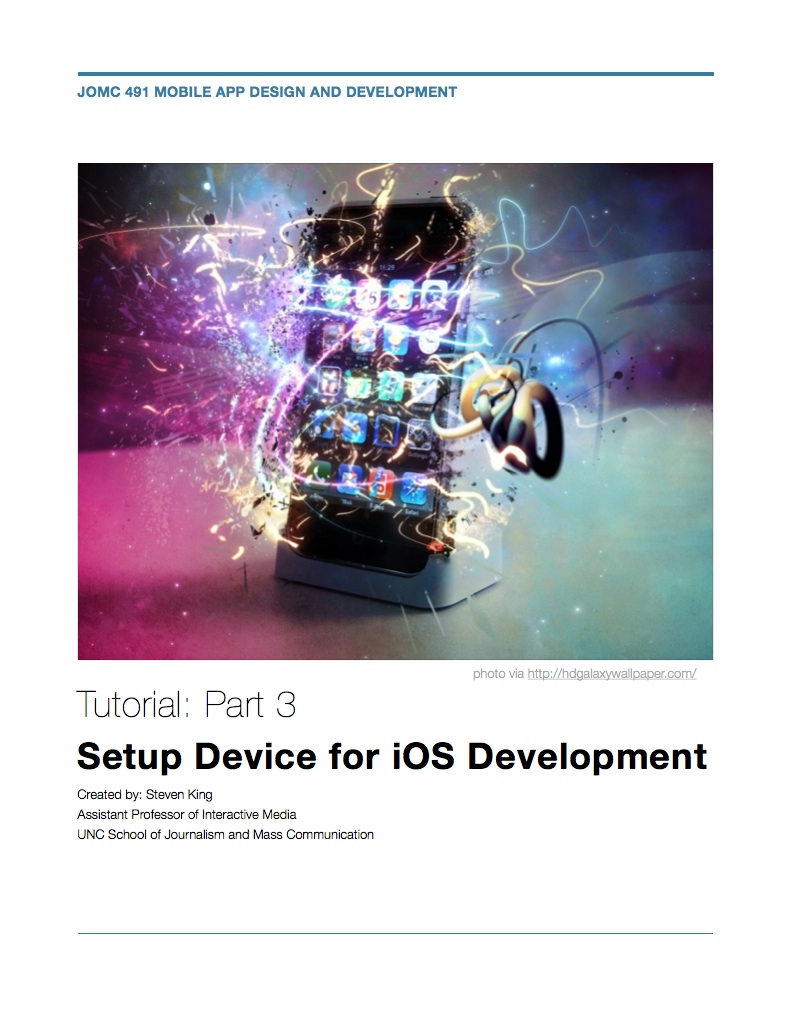 JOMC 491 MOBILE APP DESIGN AND DEVELOPMENT
photo via http://hdgalaxywallpaper.com/
Tutorial: Part 3
Setup Device for iOS Development
Created by: Steven King
Assistant Professor of Interactive Media
UNC School of Journalism and Mass Communication